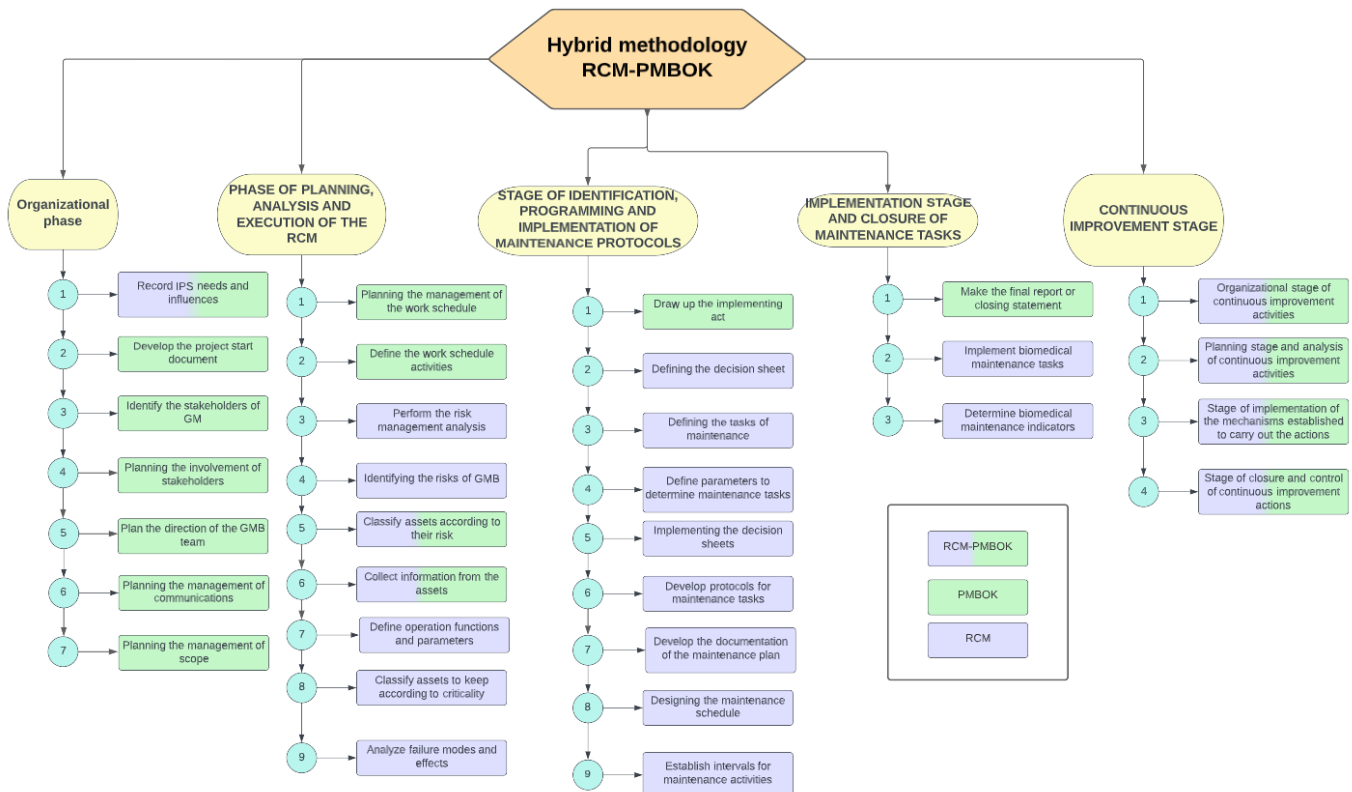 Hybrid methodology
RCM-PMBOK
Organizational
phase
1
Record IPS needs and
influences
2
Develop the project start
document
3
Identify the stakeholders of
GM
4
Planning the involvement of
stakeholders
5
Plan the direction of the GMB
team
6
Planning the management of
communications
7
Planning the management of
scope
PHASE OF PLANNING,
ANALYSIS AND
EXECUTION OF THE
RCM
1
Planning the management of
the work schedule
2
Define the work schedule
activities
3
Perform the risk
management analysis
4
Identifying the risks of GMB
5
Classify assets according to
their risk
6
Collect information from the
assets
7
Define operation functions
and parameters
8
Classify assets to keep
according to criticality
9
Analyze failure modes and
effects
STAGE OF IDENTIFICATION,
PROGRAMMING AND
IMPLEMENTATION OF
MAINTENANCE PROTOCOLS
1
Draw up the implementing
act
2
Defining the decision sheet
3
Defining the tasks of
maintenance
4
Define parameters to
determine maintenance tasks
5
Implementing the decision
sheets
6
Develop protocols for
maintenance tasks
7
Develop the documentation
of the maintenance plan
8
Designing the maintenance
schedule
9
Establish intervals for
maintenance activities
IMPLEMENTATION STAGE
AND CLOSURE OF
MAINTENANCE TASKS
1
Make the final report or
closing statement
2
Implement biomedical
maintenance tasks
3
Determine biomedical
maintenance indicators
CONTINUOUS
IMPROVEMENT STAGE
1
Organizational stage of
continuous improvement
activities
2
Planning stage and analysis
of continuous improvement
activities
3
Stage of implementation of
the mechanisms established
to carry out the actions
4
Stage of closure and control
of continuous improvement
actions
RCM-PMBOK
PMBOK
RCM